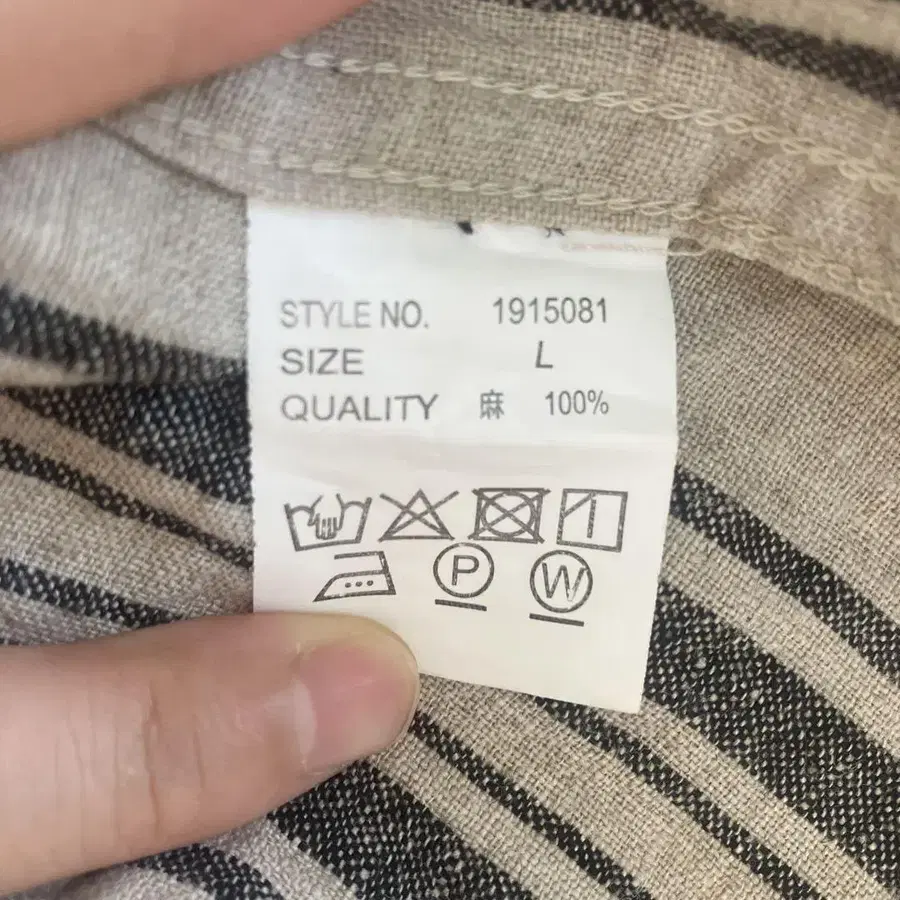 STYLE NO. 1915081
SIZE L
QUALITY 麻 100%
P W